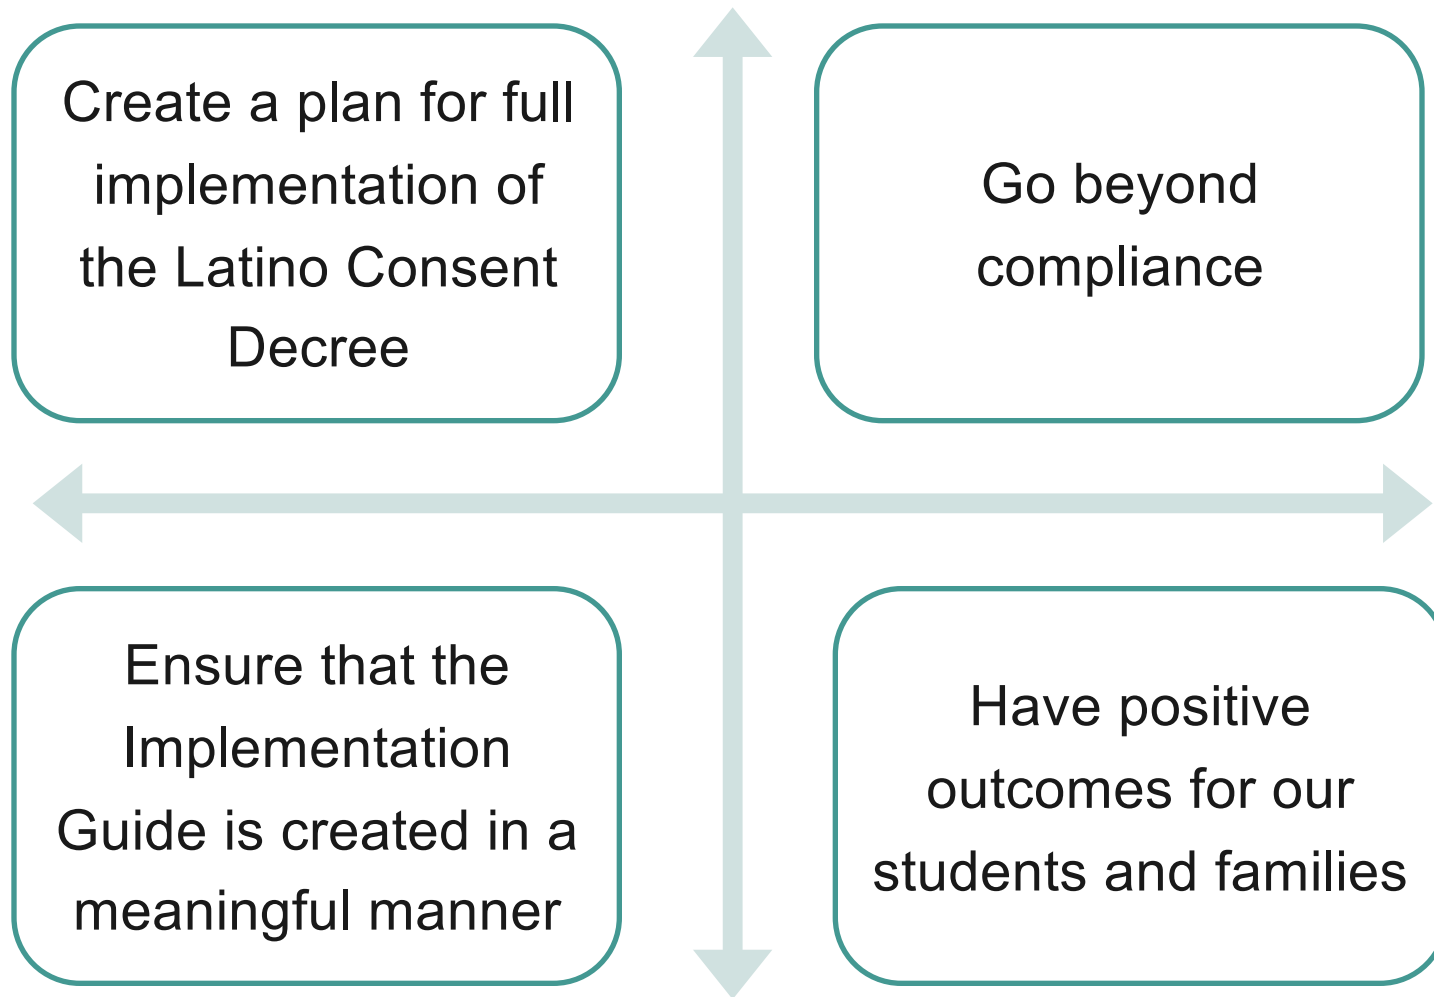 Create a plan for full
implementation of
the Latino Consent
Decree
Go beyond
compliance
Ensure that the
Implementation
Guide is created in a
meaningful manner
Have positive
outcomes for our
students and families